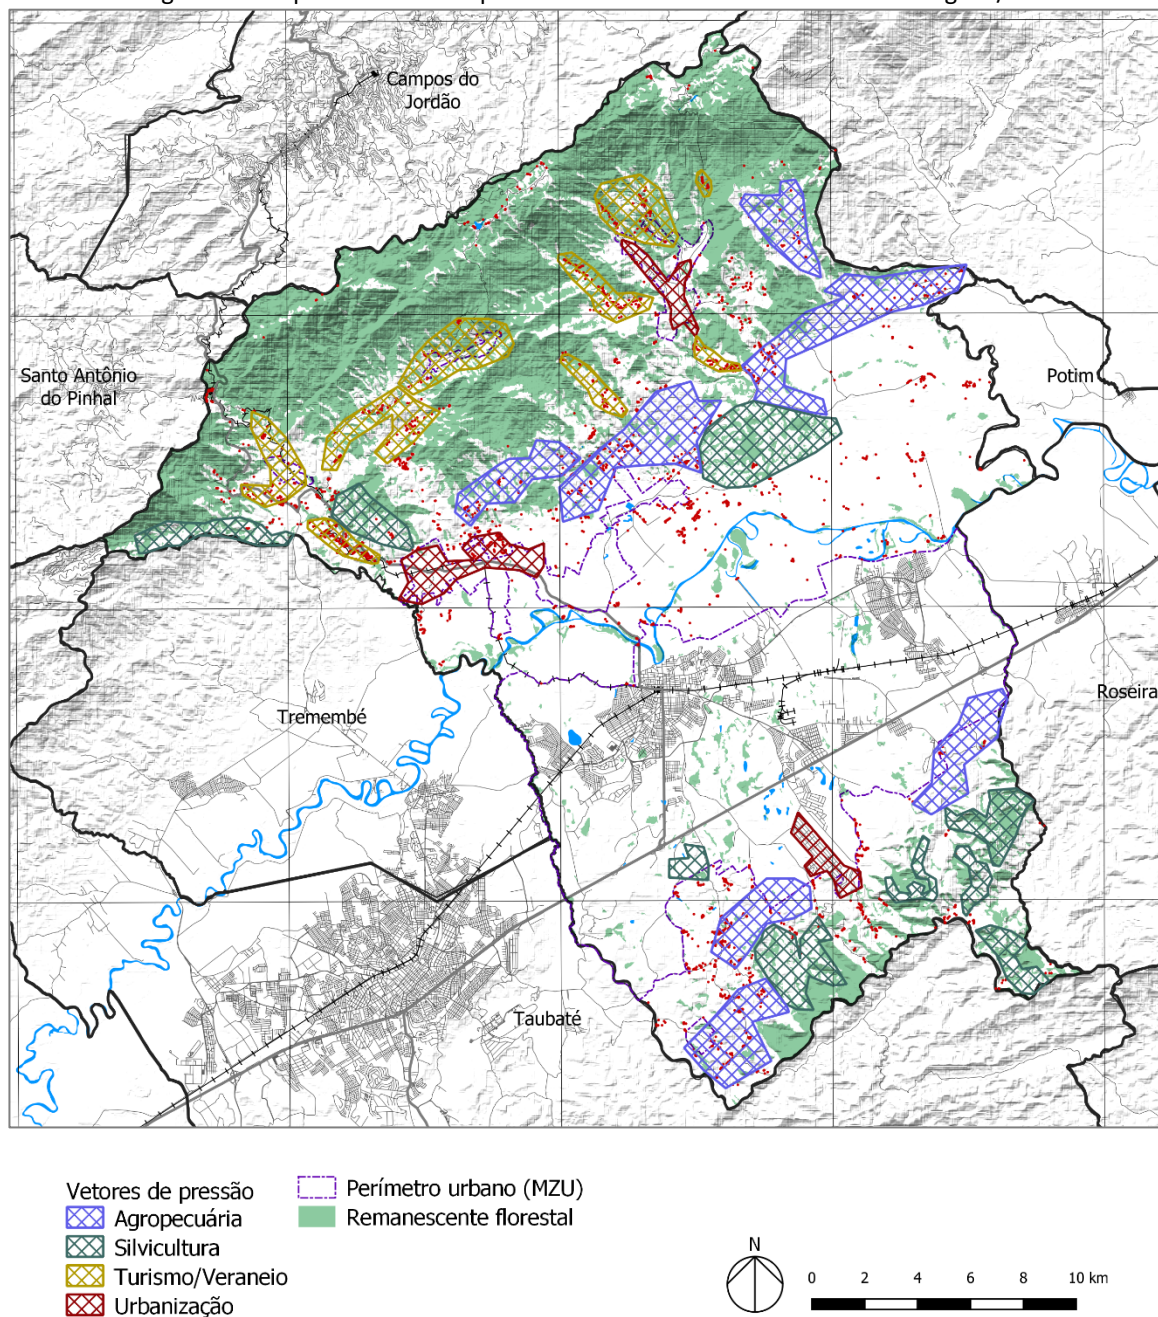 Campos do
Jordão
Santo Antônio
do Pinhal
Potim
Roseira
Tremembé
Taubaté
Vetores de pressão
Agropecuária
Silvicultura
Turismo/Veraneio
Urbanização
Perímetro urbano (MZU)
Remanescente florestal
N
0 2 4 6 8 10 km